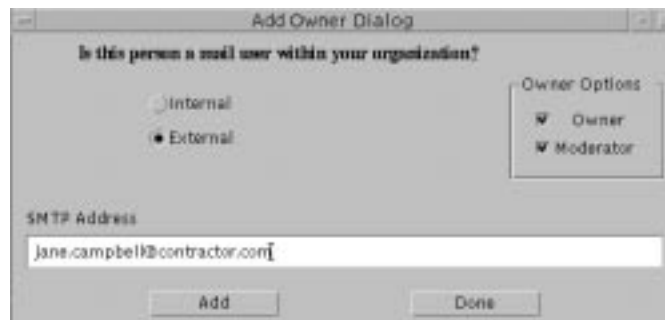 Add Owner Dialog
Is this person a mail user within your organization?
Internal
External
Owner Options
Owner
Moderator
SMTP Address
jane.campbell@contractor.com
Add
Done